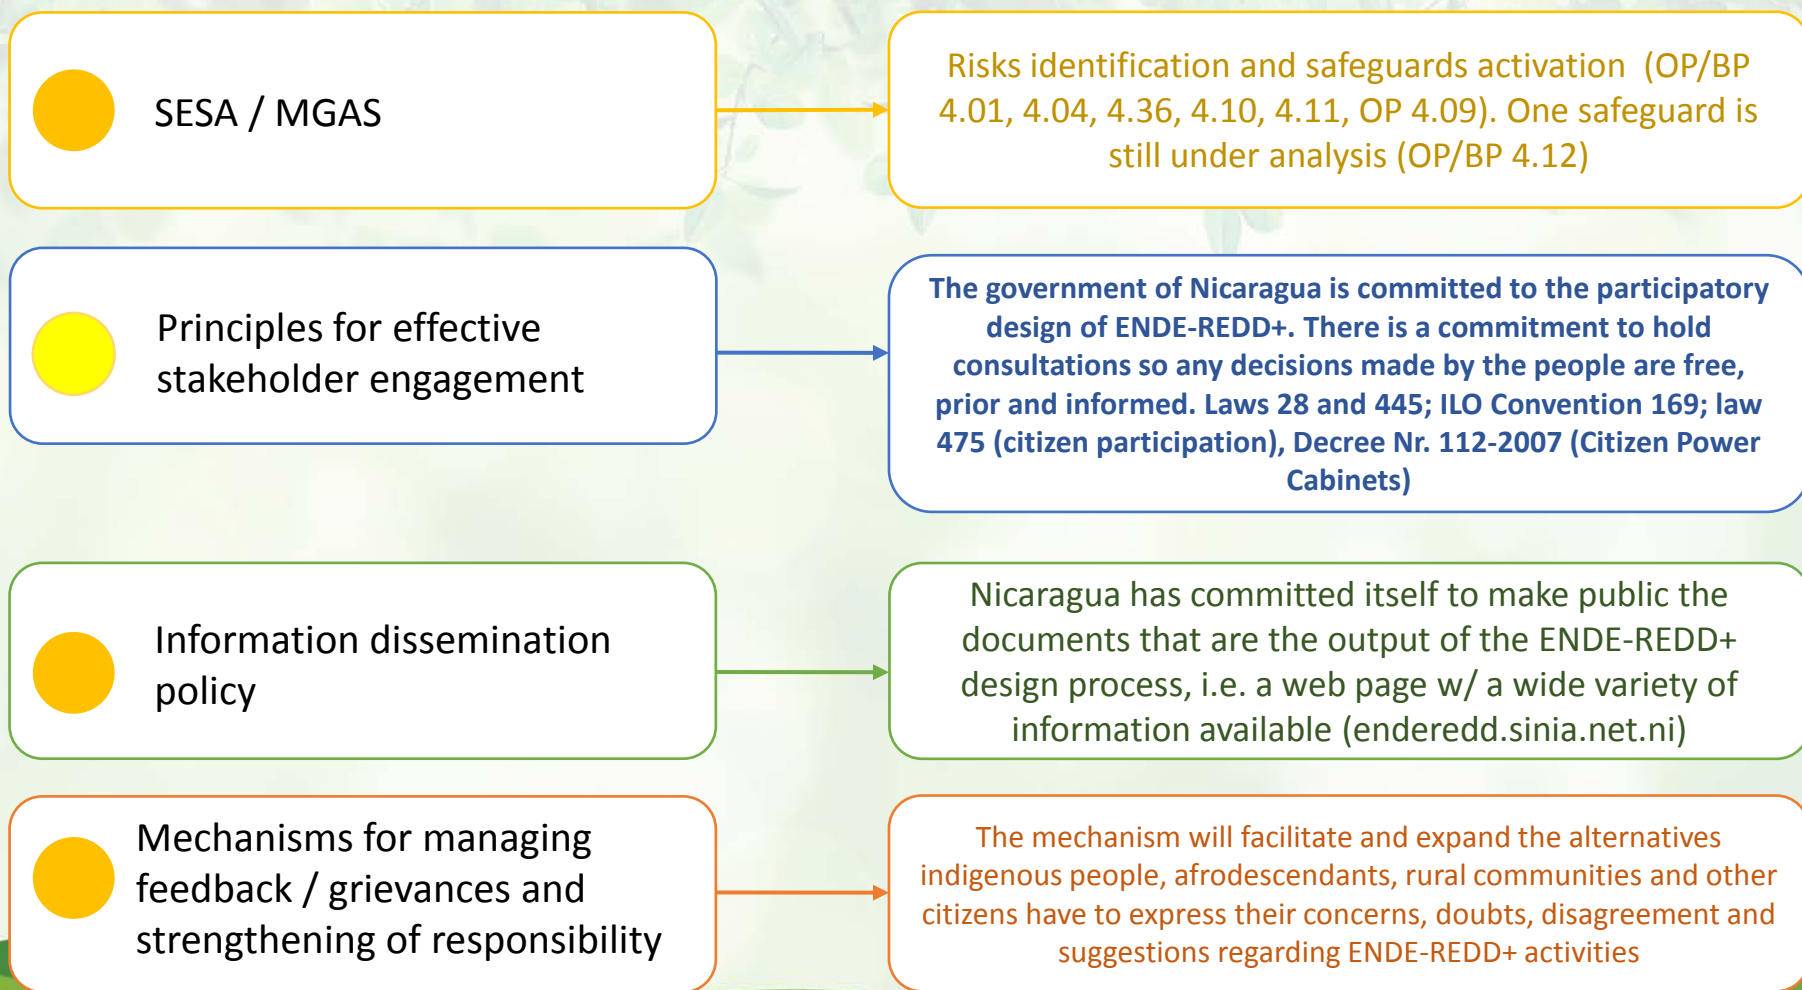 SESA / MGAS
Risks identification and safeguards activation (OP/BP
4.01, 4.04, 4.36, 4.10, 4.11, OP 4.09). One safeguard is
still under analysis (OP/BP 4.12)
Principles for effective
stakeholder engagement
The government of Nicaragua is committed to the participatory
design of ENDE-REDD+. There is a commitment to hold
consultations so any decisions made by the people are free,
prior and informed. Laws 28 and 445; ILO Convention 169; law
475 (citizen participation), Decree Nr. 112-2007 (Citizen Power
Cabinets)
Information dissemination
policy
Nicaragua has committed itself to make public the
documents that are the output of the ENDE-REDD+
design process, i.e. a web page w/ a wide variety of
information available (enderedd.sinia.net.ni)
Mechanisms for managing
feedback / grievances and
strengthening of responsibility
The mechanism will facilitate and expand the alternatives
indigenous people, afrodescendants, rural communities and other
citizens have to express their concerns, doubts, disagreement and
suggestions regarding ENDE-REDD+ activities